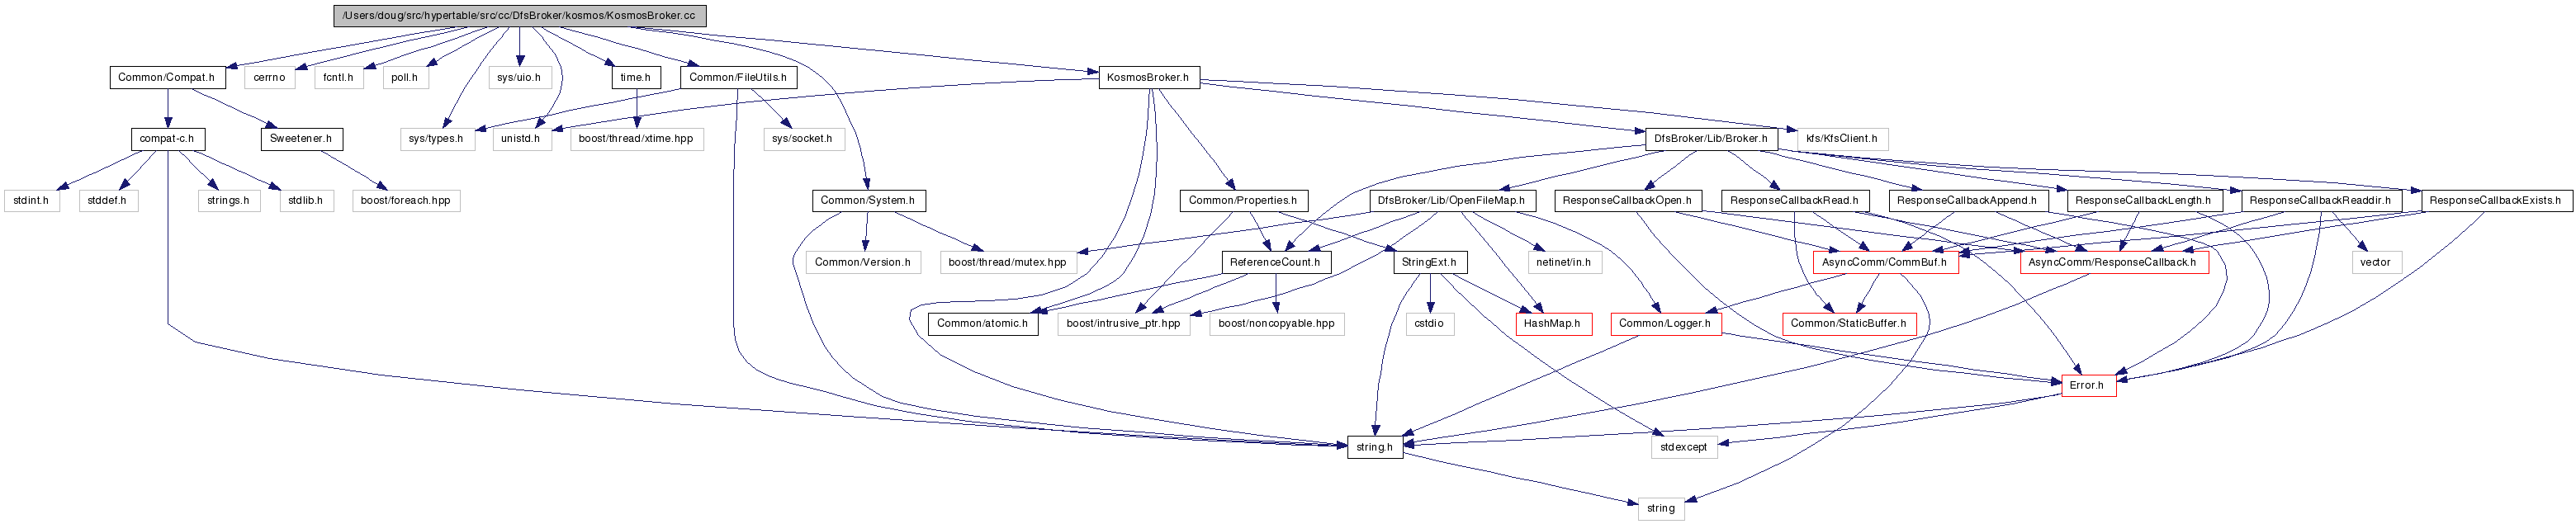 /Users/doug/src/hypertable/src/cc/DfsBroker/kosmos/KosmosBroker.cc
Common/Compat.h
cerrno
fcntl.h
poll.h
sys/uio.h
time.h
Common/FileUtils.h
KosmosBroker.h
compat-c.h
Sweetener.h
sys/types.h
unistd.h
boost/thread/xtime.hpp
sys/socket.h
DfsBroker/Lib/Broker.h
kfs/KfsClient.h
stdint.h
stddef.h
strings.h
stdlib.h
boost/foreach.hpp
Common/System.h
Common/Properties.h
DfsBroker/Lib/OpenFileMap.h
ResponseCallbackOpen.h
ResponseCallbackRead.h
ResponseCallbackAppend.h
ResponseCallbackLength.h
ResponseCallbackReaddir.h
ResponseCallbackExists.h
Common/Version.h
boost/thread/mutex.hpp
ReferenceCount.h
StringExt.h
netinet/in.h
AsyncComm/CommBuf.h
AsyncComm/ResponseCallback.h
vector
Common/atomic.h
boost/intrusive_ptr.hpp
boost/noncopyable.hpp
cstdio
HashMap.h
Common/Logger.h
Common/StaticBuffer.h
Error.h
string.h
stdexcept
string